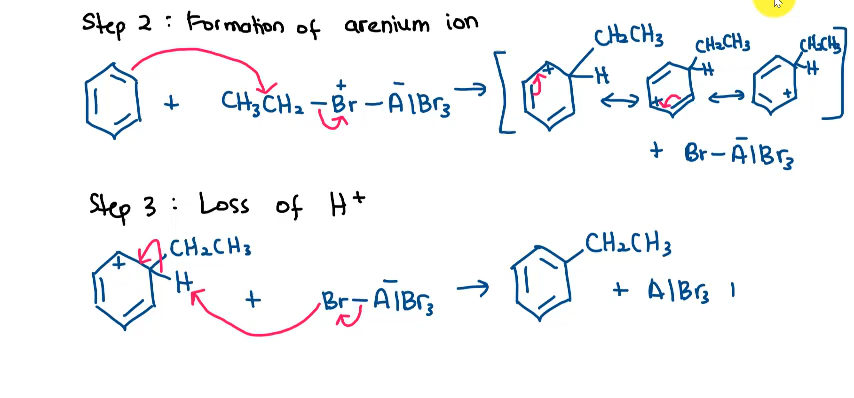 Step 2 : Formation of arenium ion
CH2CH3
H
CH2CH3
H
CH2CH3
H
+ CH3CH2 – Br – AlBr3
+
–
+
+
+
+ Br – AlBr3
–
Step 3 : Loss of H+
+ CH2CH3
H
+ Br – AlBr3
–
CH2CH3
+ AlBr3